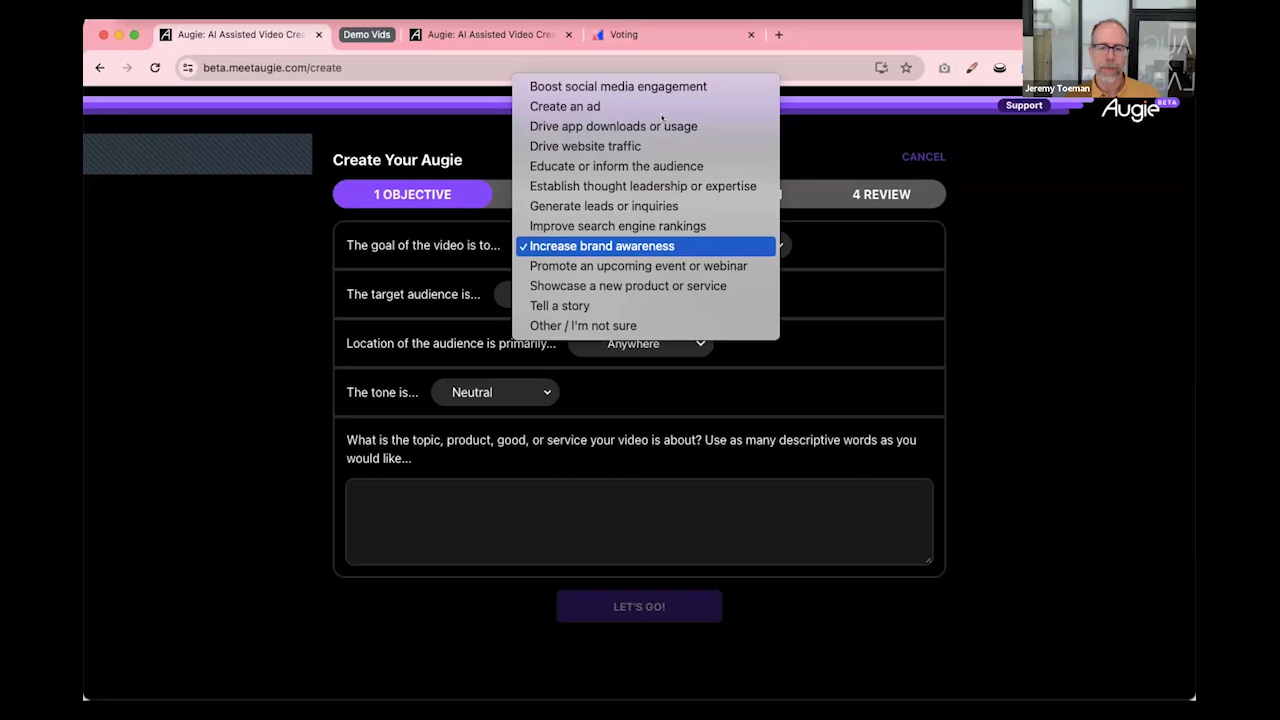 Augie: AI Assisted Video Crea
Demo Vids
Augie: AI Assisted Video Crea
Voting
beta.meetaugie.com/create
Jeremy Toeman
AUG
X
LAB
Support
Augie
BETA
Create Your Augie
CANCEL
1 OBJECTIVE
4 REVIEW
The goal of the video is to...
Boost social media engagement
Create an ad
Drive app downloads or usage
Drive website traffic
Educate or inform the audience
Establish thought leadership or expertise
Generate leads or inquiries
Improve search engine rankings
✓ Increase brand awareness
Promote an upcoming event or webinar
Showcase a new product or service
Tell a story
Other / I'm not sure
The target audience is...
Location of the audience is primarily... Anywhere
The tone is... Neutral
What is the topic, product, good, or service your video is about? Use as many descriptive words as you
would like...
LET'S GO!